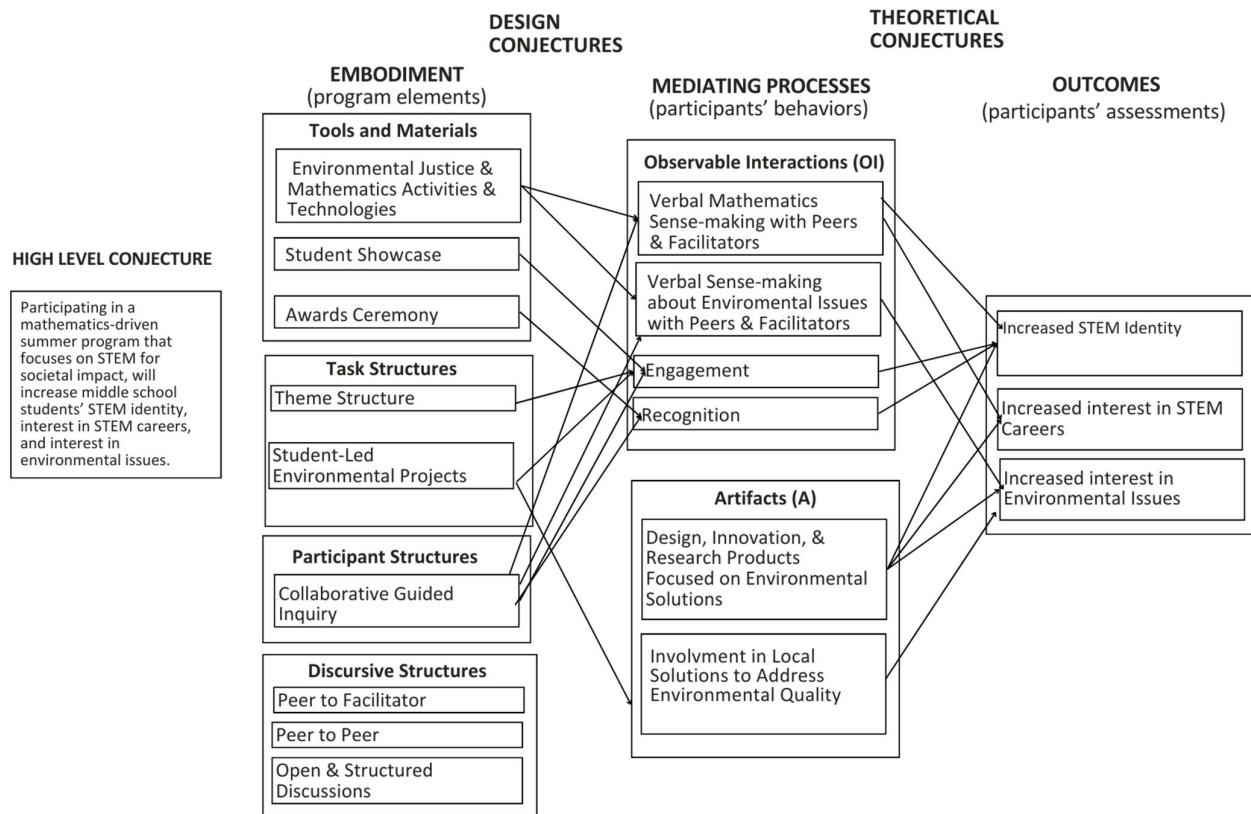 DESIGN
CONJECTURES
THEORETICAL
CONJECTURES
EMBODIMENT
(program elements)
MEDIATING PROCESSES
(participants’ behaviors)
OUTCOMES
(participants’ assessments)
HIGH LEVEL CONJECTURE
Participating in a
mathematics-driven
summer program that
focuses on STEM for
societal impact, will
increase middle school
students’ STEM identity,
interest in STEM careers,
and interest in
environmental issues.
Tools and Materials
Environmental Justice &
Mathematics Activities &
Technologies
Student Showcase
Awards Ceremony
Task Structures
Theme Structure
Student-Led
Environmental Projects
Participant Structures
Collaborative Guided
Inquiry
Discursive Structures
Peer to Facilitator
Peer to Peer
Open & Structured
Discussions
Observable Interactions (OI)
Verbal Mathematics
Sense-making with Peers
& Facilitators
Verbal Sense-making
about Enviromental Issues
with Peers & Facilitators
Engagement
Recognition
Artifacts (A)
Design, Innovation, &
Research Products
Focused on Environmental
Solutions
Involvment in Local
Solutions to Address
Environmental Quality
Increased STEM Identity
Increased interest in STEM
Careers
Increased interest in
Environmental Issues